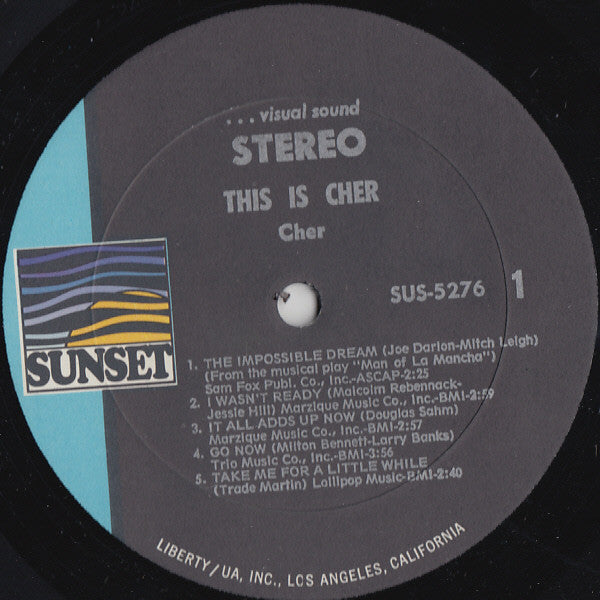 . . . visual sound
STEREO
THIS IS CHER
Cher
SUNSET
SUS-5276 1
1. THE IMPOSSIBLE DREAM (Joe Darion-Mitch Leigh)
(From the musical play "Man of La Mancha")
Sam Fox Publ. Co., Inc.-ASCAP-2:25
2. I WASN'T READY (Malcolm Rebennack-
Jessie Hill) Marzique Music Co., Inc.-BMI-2:59
3. IT ALL ADDS UP NOW (Douglas Sahm)
Marzique Music Co., Inc.-BMI-2:57
4. GO NOW (Milton Bennett-Larry Banks)
Trio Music Co., Inc.-BMI-3:56
5. TAKE ME FOR A LITTLE WHILE
(Trade Martin) Lollipop Music-BMI-2:40
LIBERTY/UA, INC., LOS ANGELES, CALIFORNIA